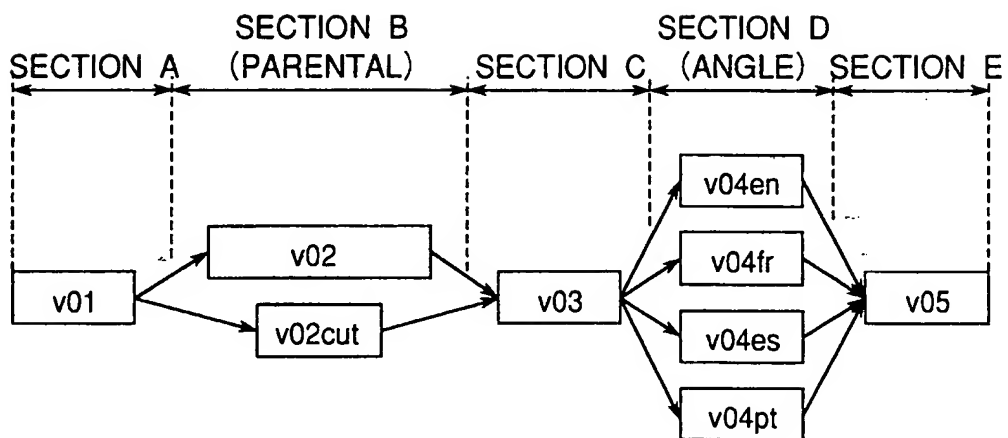 SECTION A
SECTION B
(PARENTAL)
SECTION C
SECTION D
(ANGLE)
SECTION E
v01
v02
v02cut
v03
v04en
v04fr
v04es
v04pt
v05